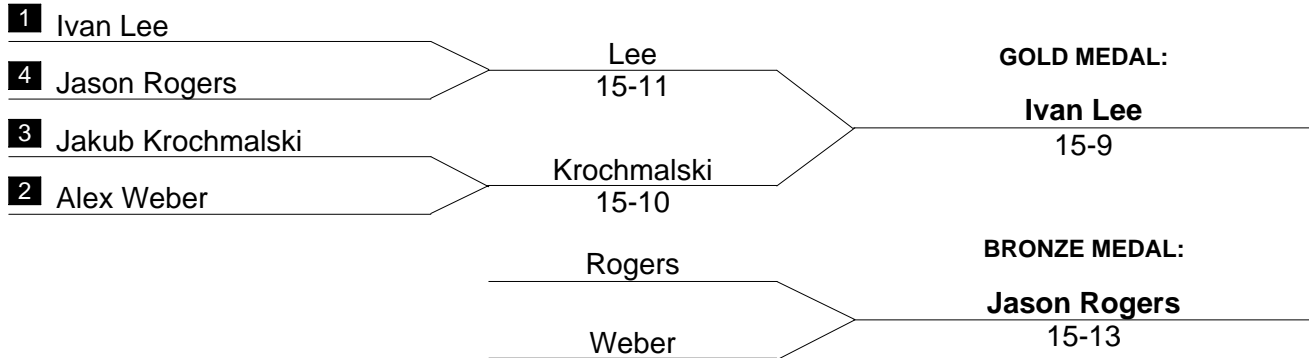 1 Ivan Lee
4 Jason Rogers
3 Jakub Krochmalski
2 Alex Weber
Lee
15-11
Krochmalski
15-10
GOLD MEDAL:
Ivan Lee
15-9
Rogers
Weber
BRONZE MEDAL:
Jason Rogers
15-13